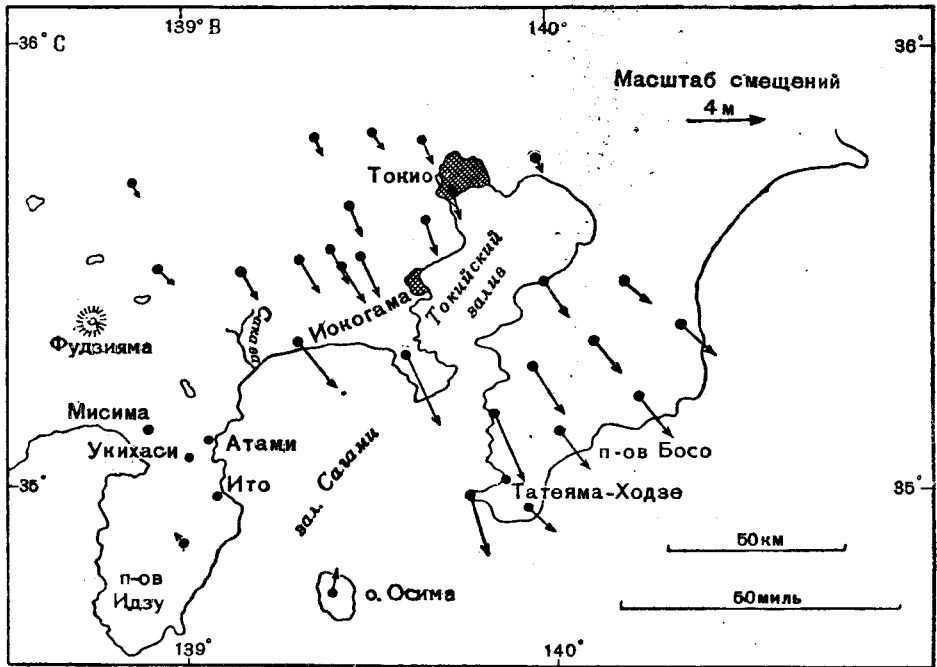 139° В
140°
36° С
36°
Масштаб смещений
4 м
Токио
Токийский
залив
Иокогама
Фудзияма
Мисима
Укихаси
Атами
Ито
п-ов Босо
Татеяма-Ходзе
35°
35°
зал. Сагами
50 км
п-ов
Идзу
о. Осима
50 миль
139°
140°